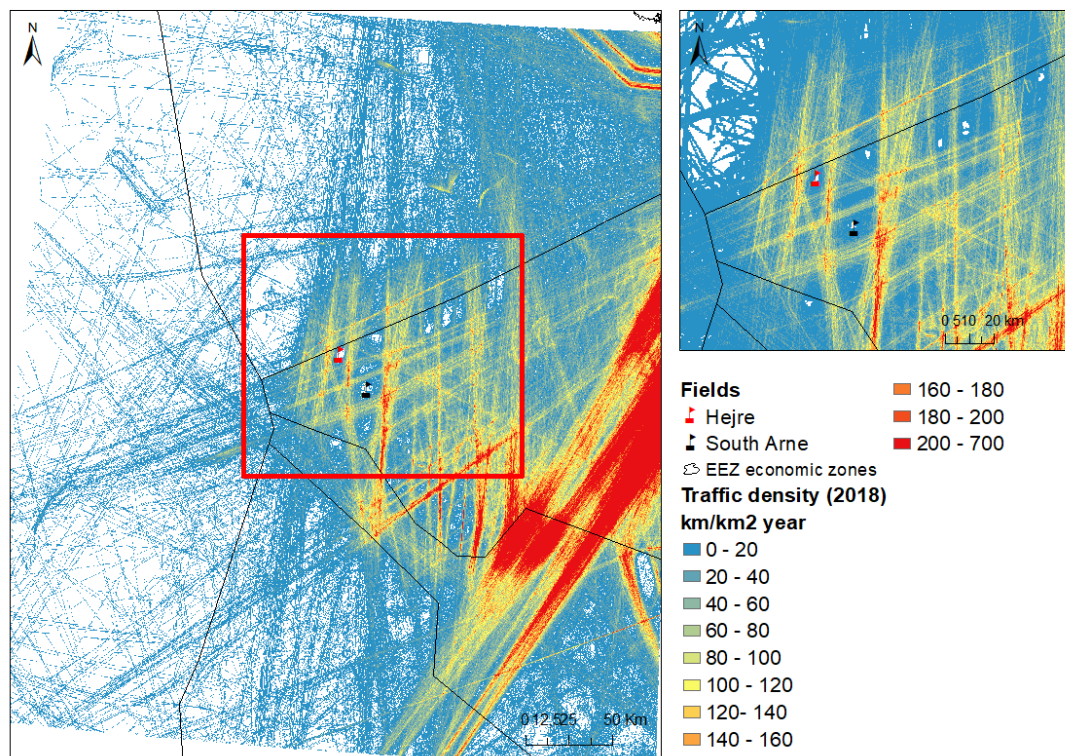 N
0 12,525 50 Km
N
0 510 20 km
Fields
Hejre
South Arne
EEZ economic zones
Traffic density (2018)
km/km2 year
0 - 20
20 - 40
40 - 60
60 - 80
80 - 100
100 - 120
120- 140
140 - 160
160 - 180
180 - 200
200 - 700